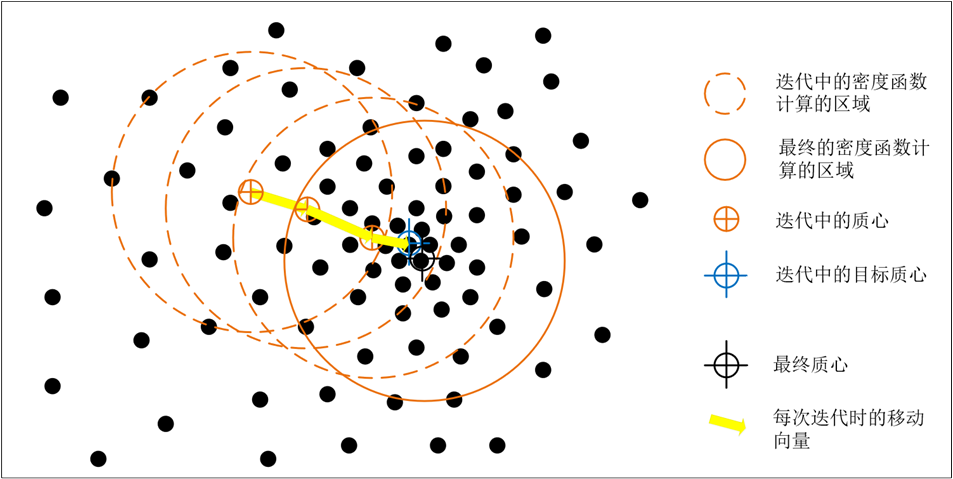 迭代中的密度函数
计算的区域
最终的密度函数计
算的区域
迭代中的质心
迭代中的目标质心
最终质心
每次迭代时的移动
向量